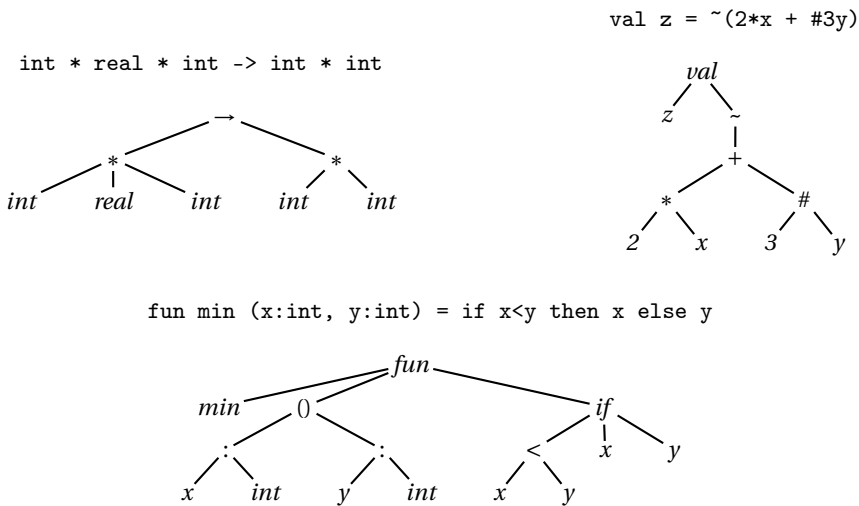 val z = ~(2*x + #3y)
int * real * int -> int * int
val
→
z ~
* * +
int real int int int * #
2 x 3 y
fun min (x:int, y:int) = if x<y then x else y
fun
min () if
: : < x y
x int y int x y